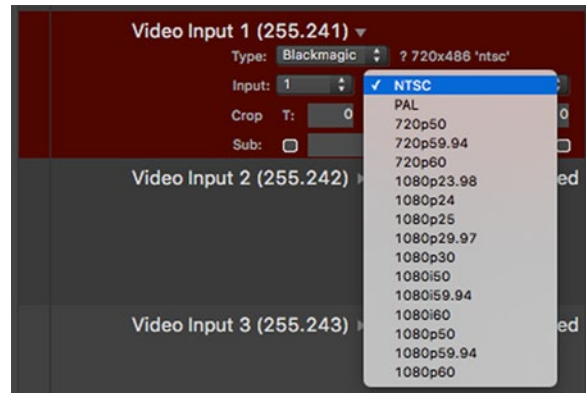 Video Input 1 (255.241)
Type: Blackmagic ? 720x486 'ntsc'
Input: 1 ✓ NTSC
PAL
Crop T: 0 0
720p50
720p59.94
Sub:
720p60
Video Input 2 (255.242) ed
1080p23.98
1080p24
1080p25
1080p29.97
1080p30
1080i50
1080i59.94
1080i60
Video Input 3 (255.243) ed
1080p50
1080p59.94
1080p60